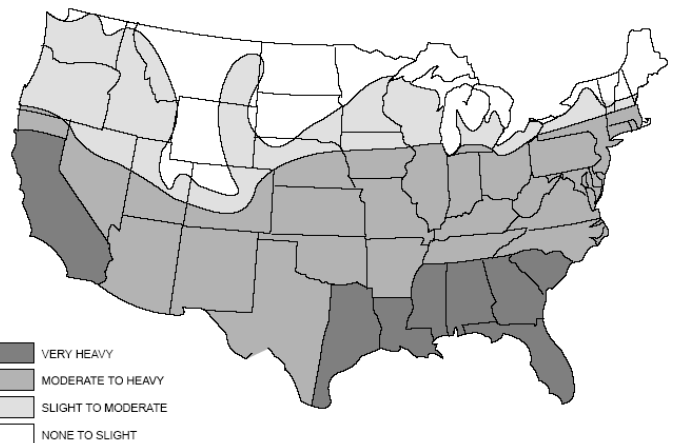 VERY HEAVY
MODERATE TO HEAVY
SLIGHT TO MODERATE
NONE TO SLIGHT